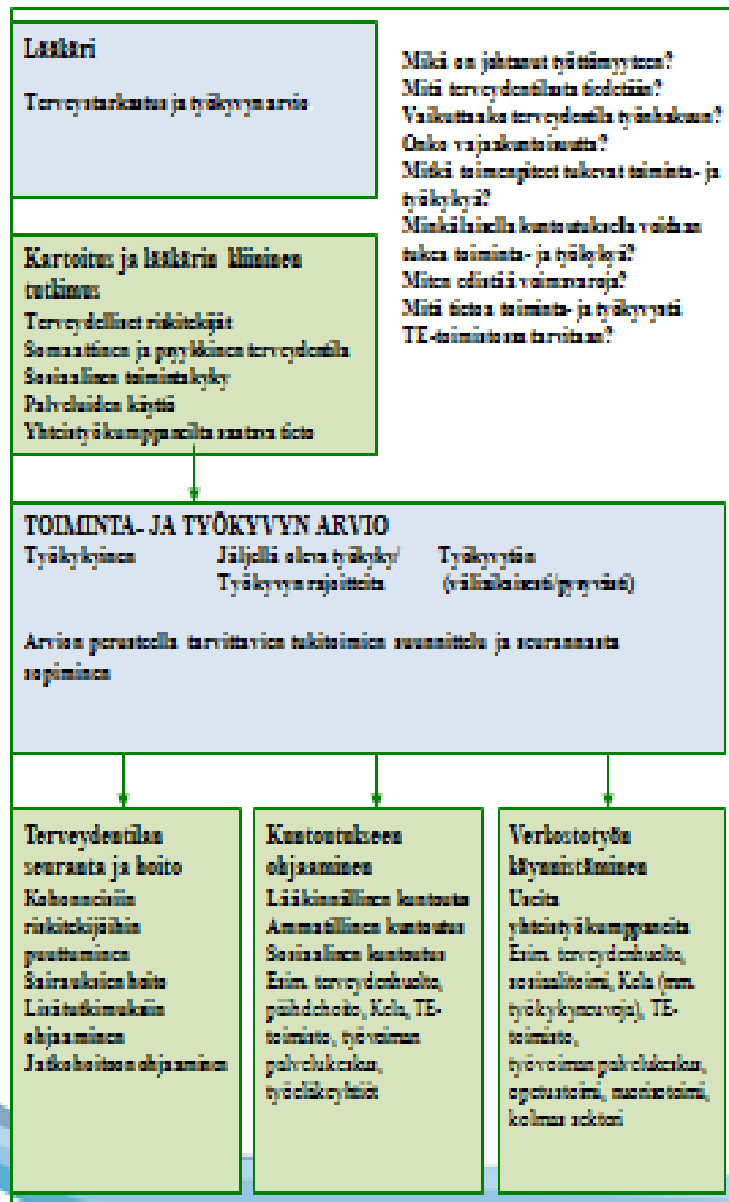 Lääkäri
Terveystarkastus ja työkyvyn arvio
Mikä on johtanut työttömyyteen?
Mitä terveydentilasta tiedetään?
Vaikuttaako terveydentila työnhakuun?
Onko vajaakuntoisuutta?
Mitkä toimenpiteet tukevat toiminta- ja
työkykyä?
Minkälaisella kuntoutuksella voidaan
tukea toiminta- ja työkykyä?
Miten edistää voimavaroja?
Mitä tietoa toiminta- ja työkyvystä
TE-toimistossa tarvitaan?
Kartoitus ja lääkärin kliininen
tutkimus
Terveydelliset riskitekijät
Somaattinen ja psyykkinen terveydentila
Sosiaalinen toimintakyky
Palveluiden käyttö
Yhteistyökumppaneilta saatava tieto
TOIMINTA- JA TYÖKYVYN ARVIO
Työkykyinen Jäljellä oleva työkyky/ Työkyvytön
Työkyvyn rajoitteita (väliaikaisesti/pysyvästi)
Arvion perusteella tarvittavien tukitoimien suunnittelu ja seurannasta
sopiminen
Terveydentilan
seuranta ja hoito
Kohonneisiin
riskitekijöihin
puuttuminen
Sairauksien hoito
Lisätutkimuksiin
ohjaaminen
Jatkohoitoon ohjaaminen
Kuntoutukseen
ohjaaminen
Lääkinnällinen kuntoutus
Ammatillinen kuntoutus
Sosiaalinen kuntoutus
Esim. terveydenhuolto,
päihdehoito, Kela, TE-
toimisto, työvoiman
palvelukeskus,
työeläkeyhtiöt
Verkostotyön
käynnistäminen
Useita
yhteistyökumppaneita
Esim. terveydenhuolto,
sosiaalitoimi, Kela (mm.
työkykyneuvoja), TE-
toimisto,
työvoiman palvelukeskus,
opetustoimi, nuorisotoimi,
kolmas sektori